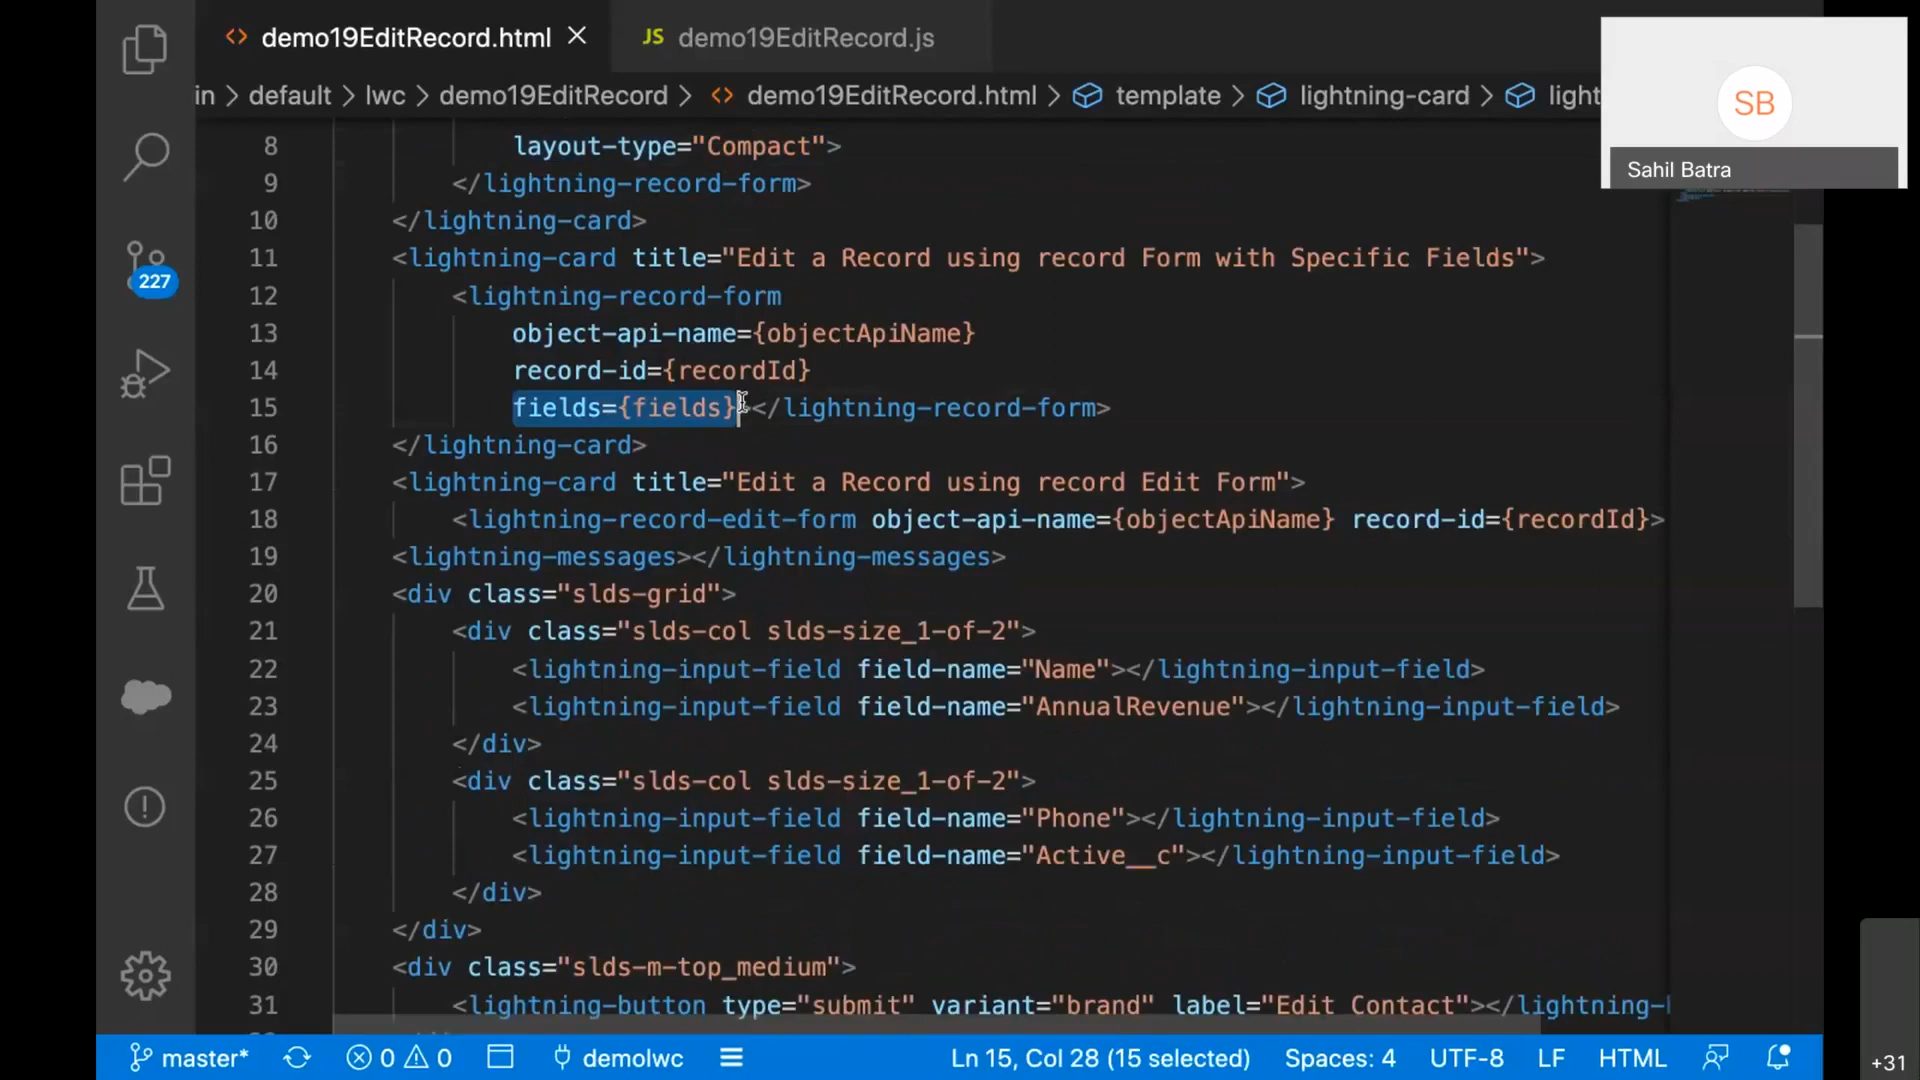 demo19EditRecord.html
JS demo19EditRecord.js
in > default > lwc > demo19EditRecord > demo19EditRecord.html > template > lightning-card > light
SB
Sahil Batra
8 layout-type="Compact">
9 </lightning-record-form>
10 </lightning-card>
11 <lightning-card title="Edit a Record using record Form with Specific Fields">
12 <lightning-record-form
13 object-api-name={objectApiName}
14 record-id={recordId}
15 fields={fields}></lightning-record-form>
16 </lightning-card>
17 <lightning-card title="Edit a Record using record Edit Form">
18 <lightning-record-edit-form object-api-name={objectApiName} record-id={recordId}>
19 <lightning-messages></lightning-messages>
20 <div class="slds-grid">
21 <div class="slds-col slds-size_1-of-2">
22 <lightning-input-field field-name="Name"></lightning-input-field>
23 <lightning-input-field field-name="AnnualRevenue"></lightning-input-field>
24 </div>
25 <div class="slds-col slds-size_1-of-2">
26 <lightning-input-field field-name="Phone"></lightning-input-field>
27 <lightning-input-field field-name="Active__c"></lightning-input-field>
28 </div>
29 </div>
30 <div class="slds-m-top_medium">
31 <lightning-button type="submit" variant="brand" label="Edit Contact"></lightning-
227
master* 0 0 demolwc Ln 15, Col 28 (15 selected) Spaces: 4 UTF-8 LF HTML
+31